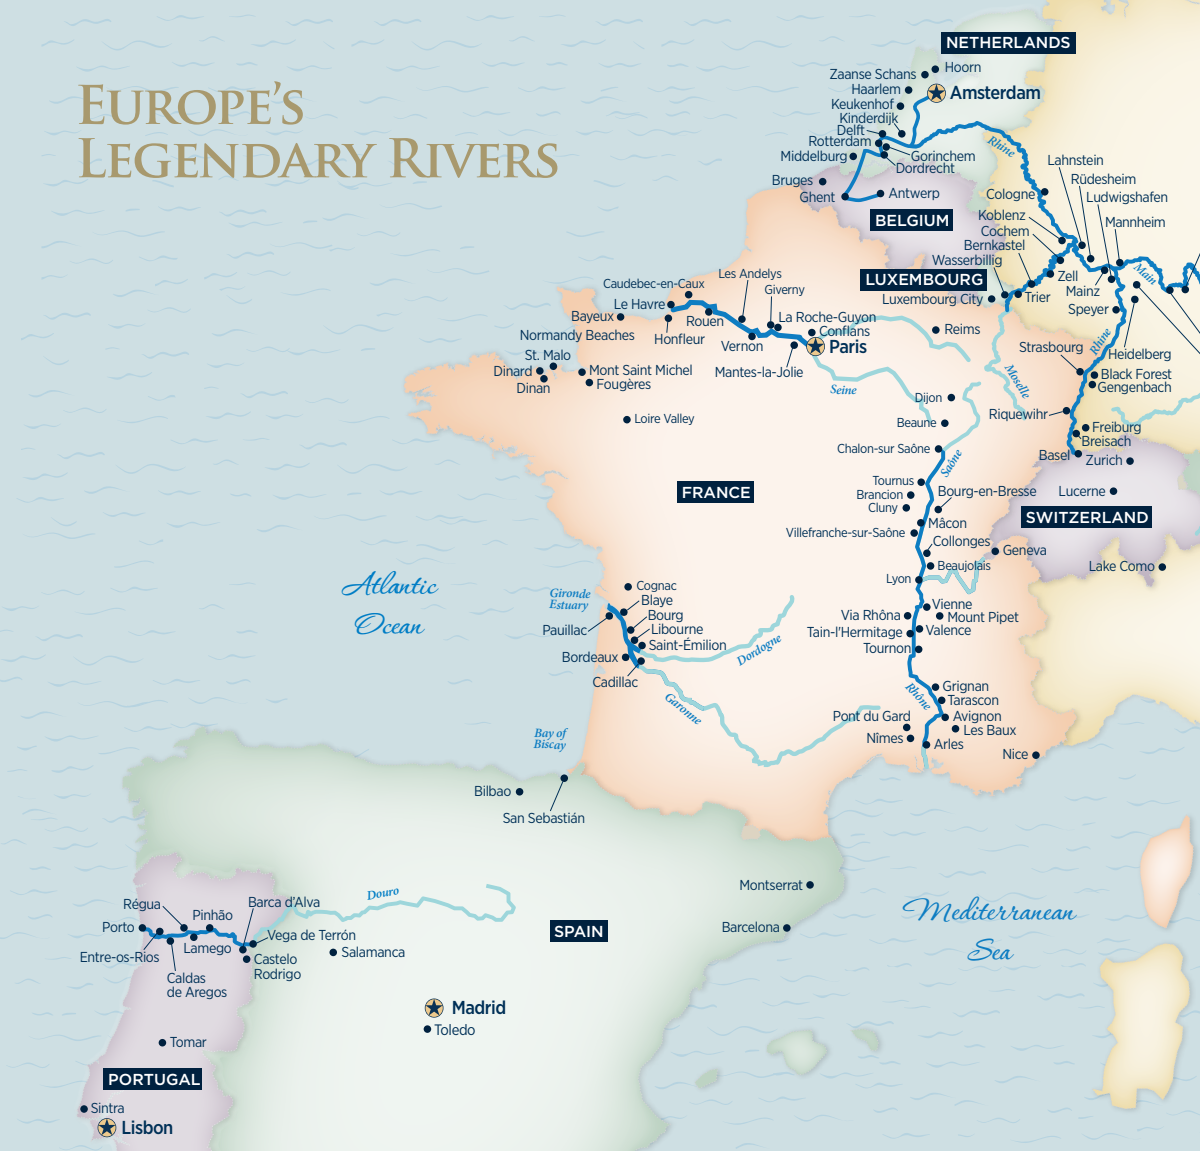 EUROPE'S
LEGENDARY RIVERS
NETHERLANDS
Hoorn
Zaanse Schans
Haarlem
Amsterdam
Keukenhof
Kinderdijk
Delft
Rotterdam
Middelburg
Gorinchem
Dordrecht
Rhine
Lahnstein
Rüdesheim
Ludwigshafen
Mannheim
Bruges
Ghent
Antwerp
BELGIUM
Cologne
Koblenz
Cochem
Bernkastel
Wasserbillig
LUXEMBOURG
Luxembourg City
Trier
Zell
Mainz
Main
Speyer
Rhine
Les Andelys
Caudebec-en-Caux
Giverny
Le Havre
Bayeux
Rouen
La Roche-Guyon
Conflans
Normandy Beaches
Honfleur
Vernon
Paris
Reims
Mantes-la-Jolie
Strasbourg
Heidelberg
Black Forest
Gengenbach
St. Malo
Dinard
Dinan
Mont Saint Michel
Fougères
Seine
Moselle
Dijon
Riquewihr
Loire Valley
Beaune
Freiburg
Breisach
Chalon-sur Saône
Saône
Basel
Zurich
FRANCE
Tournus
Brancion
Cluny
Bourg-en-Bresse
Lucerne
SWITZERLAND
Mâcon
Villefranche-sur-Saône
Collonges
Geneva
Beaujolais
Lake Como
Lyon
Atlantic
Ocean
Gironde
Estuary
Cognac
Blaye
Bourg
Pauillac
Libourne
Saint-Émilion
Bordeaux
Cadillac
Dordogne
Garonne
Vienne
Via Rhôna
Mount Pipet
Tain-l'Hermitage
Valence
Tournon
Rhône
Grignan
Tarascon
Pont du Gard
Avignon
Les Baux
Nîmes
Arles
Nice
Bay of
Biscay
Bilbao
San Sebastián
Montserrat
Barcelona
Mediterranean
Sea
Douro
Barca d'Alva
Régua
Pinhão
Porto
Vega de Terrón
Entre-os-Rios
Lamego
Castelo
Rodrigo
Caldas
de Aregos
Salamanca
SPAIN
Madrid
Toledo
Tomar
PORTUGAL
Sintra
Lisbon